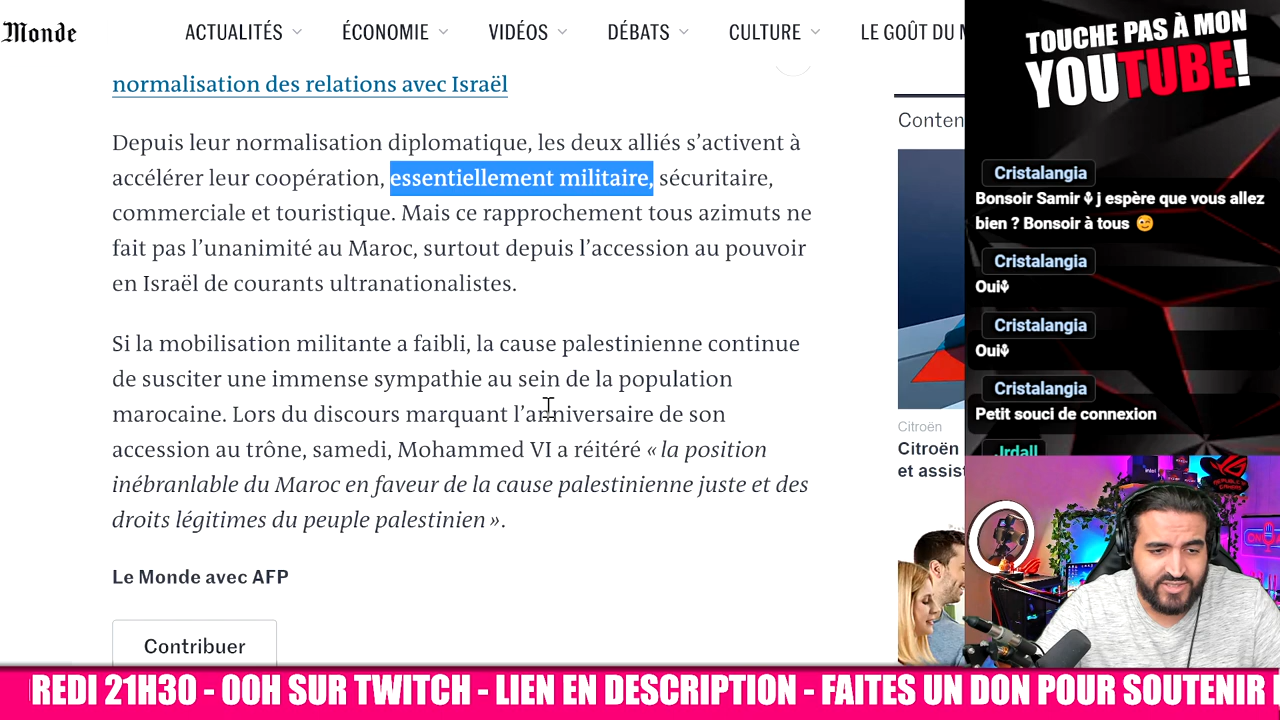 Monde
ACTUALITÉS
ÉCONOMIE
VIDÉOS
DÉBATS
CULTURE
LE GOÛT DU
normalisation des relations avec Israël
Depuis leur normalisation diplomatique, les deux alliés s’activent à
accélérer leur coopération, essentiellement militaire, sécuritaire,
commerciale et touristique. Mais ce rapprochement tous azimuts ne
fait pas l’unanimité au Maroc, surtout depuis l’accession au pouvoir
en Israël de courants ultranationalistes.
Si la mobilisation militante a faibli, la cause palestinienne continue
de susciter une immense sympathie au sein de la population
marocaine. Lors du discours marquant l’anniversaire de son
accession au trône, samedi, Mohammed VI a réitéré « la position
inébranlable du Maroc en faveur de la cause palestinienne juste et des
droits légitimes du peuple palestinien ».
Le Monde avec AFP
Contribuer
Conten
Citroën
Citroën
et assist
TOUCHE PAS À MON
YOUTUBE!
Cristalangia
Bonsoir Samir j espère que vous allez
bien ? Bonsoir à tous 😉
Cristalangia
Oui
Cristalangia
Oui
Cristalangia
Petit souci de connexion
Jrdall
REDI 21H30 - 00H SUR TWITCH - LIEN EN DESCRIPTION - FAITES UN DON POUR SOUTENIR